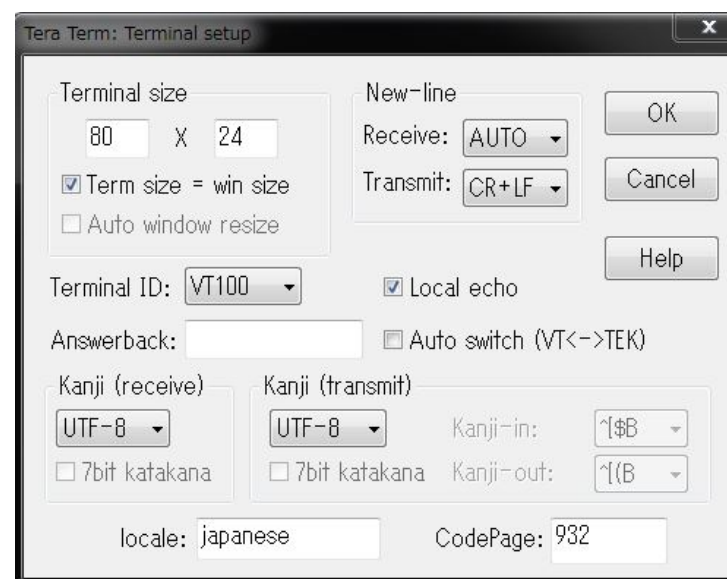 Tera Term: Terminal setup
x
Terminal size
80 X 24
Term size = win size
Auto window resize
New-line
Receive: AUTO
Transmit: CR+LF
OK
Cancel
Help
Terminal ID: VT100
Local echo
Answerback:
Auto switch (VT<->TEK)
Kanji (receive)
UTF-8
7bit katakana
Kanji (transmit)
UTF-8
Kanji-in: ^[$B
7bit katakana
Kanji-out: ^[(B
locale: japanese
CodePage: 932